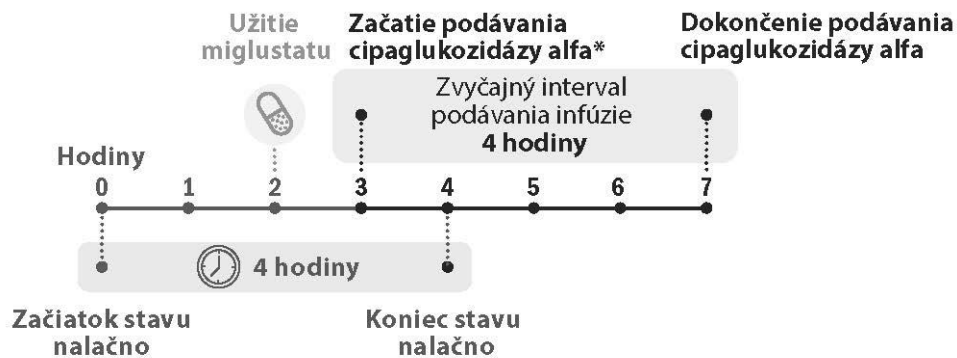 Užitie
miglustatu
Začatie podávania
cipaglukozidázy alfa*
Dokončenie podávania
cipaglukozidázy alfa
Zvyčajný interval
podávania infúzie
4 hodiny
Hodiny
0 1 2 3 4 5 6 7
4 hodiny
Začiatok stavu
nalačno
Koniec stavu
nalačno